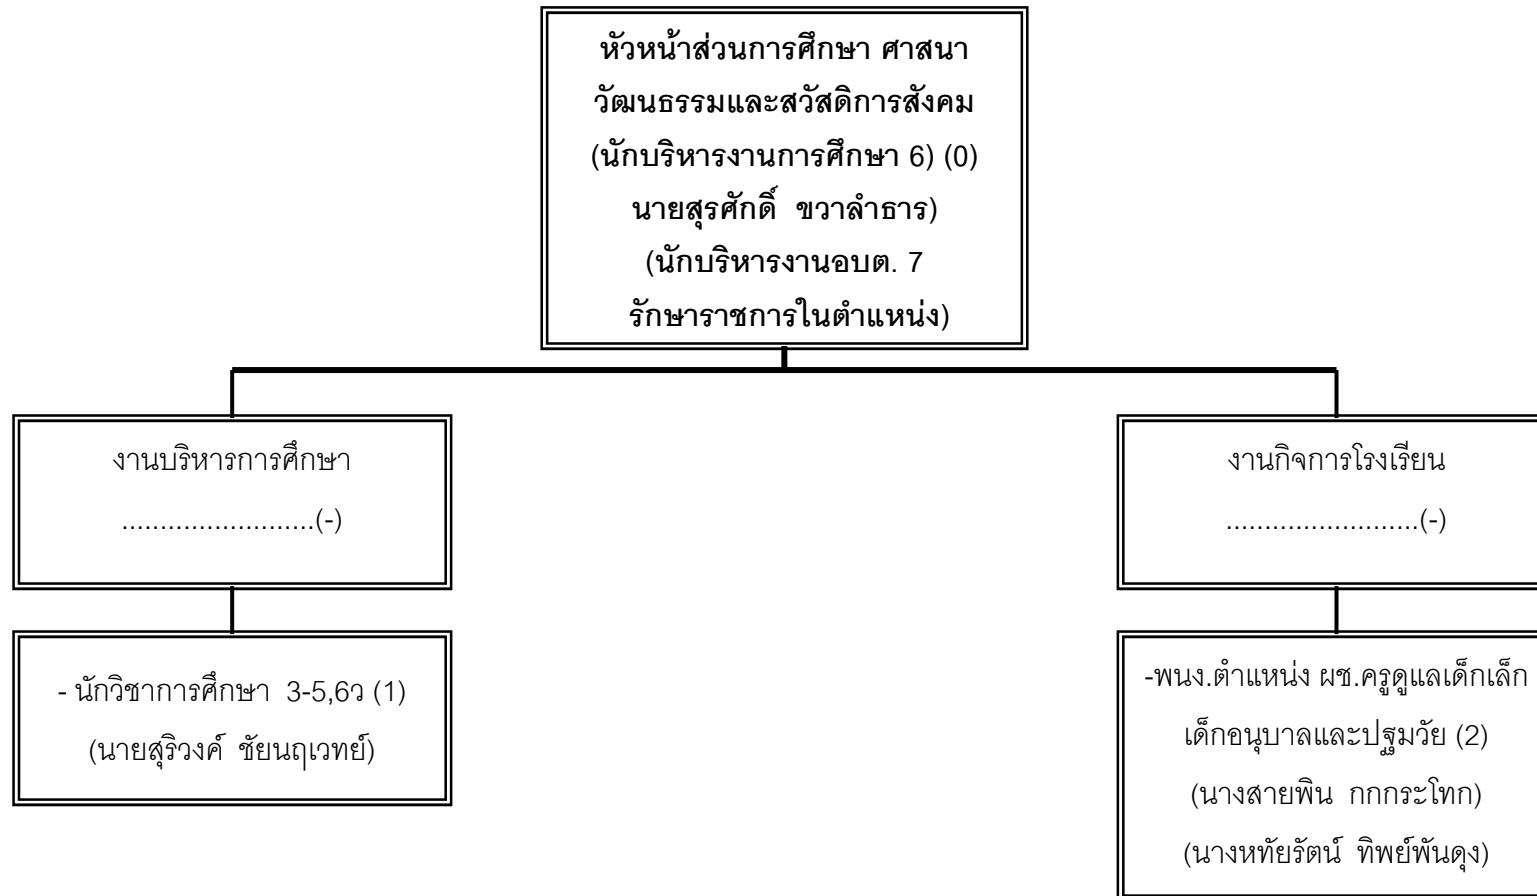 หัวหน้าส่วนการศึกษา ศาสนา
วัฒนธรรมและสวัสดิการสังคม
(นักบริหารงานการศึกษา 6) (0)
นายสุรศักดิ์ ขวาลำธาร)
(นักบริหารงานอบต. 7
รักษาราชการในตำแหน่ง)
งานบริหารการศึกษา
.........................(-)
งานกิจการโรงเรียน
.........................(-)
- นักวิชาการศึกษา 3-5,6ว (1)
(นายสุริวงค์ ชัยนฤเวทย์)
-พนง.ตำแหน่ง ผช.ครูดูแลเด็กเล็ก
เด็กอนุบาลและปฐมวัย (2)
(นางสายพิน กกกระโทก)
(นางหทัยรัตน์ ทิพย์พันดุง)